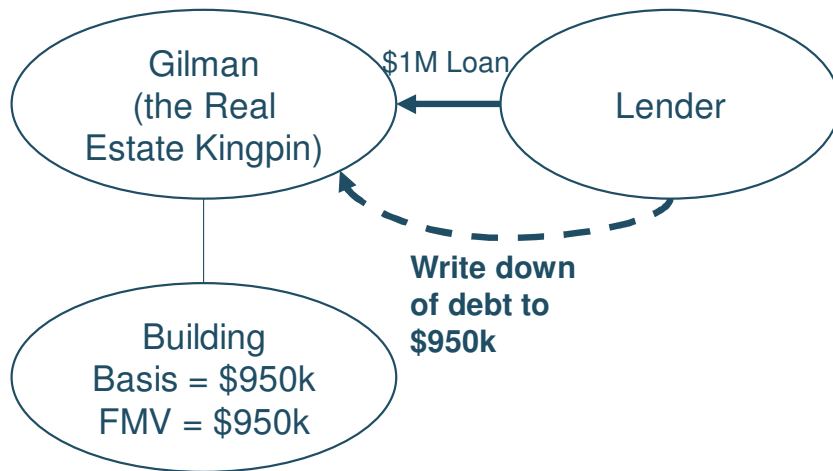 Gilman
(the Real
Estate Kingpin)
$1M Loan
Lender
Write down
of debt to
$950k
Building
Basis = $950k
FMV = $950k